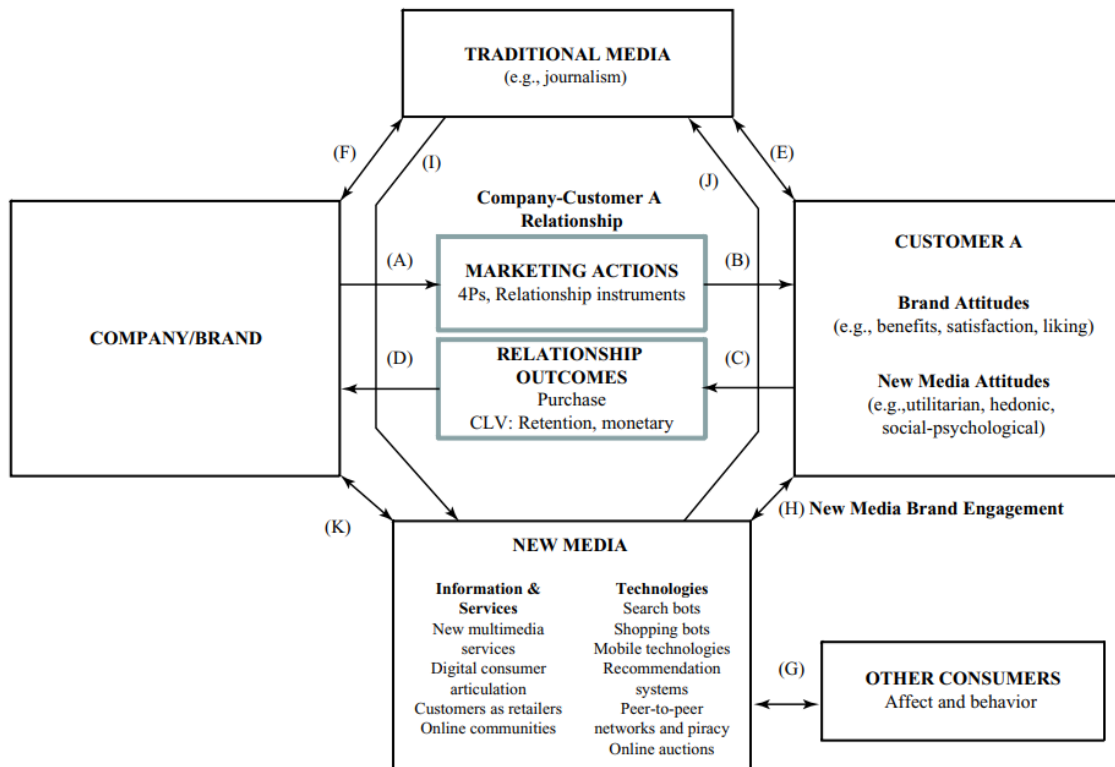 TRADITIONAL MEDIA
(e.g., journalism)
(F)
(I)
(J)
(E)
Company-Customer A
Relationship
(A)
MARKETING ACTIONS
4Ps, Relationship instruments
(B)
COMPANY/BRAND
CUSTOMER A
Brand Attitudes
(e.g., benefits, satisfaction, liking)
New Media Attitudes
(e.g.,utilitarian, hedonic,
social-psychological)
(D)
RELATIONSHIP
OUTCOMES
Purchase
CLV: Retention, monetary
(C)
(K)
(H) New Media Brand Engagement
NEW MEDIA
Information &
Services
New multimedia
services
Digital consumer
articulation
Customers as retailers
Online communities
Technologies
Search bots
Shopping bots
Mobile technologies
Recommendation
systems
Peer-to-peer
networks and piracy
Online auctions
(G)
OTHER CONSUMERS
Affect and behavior